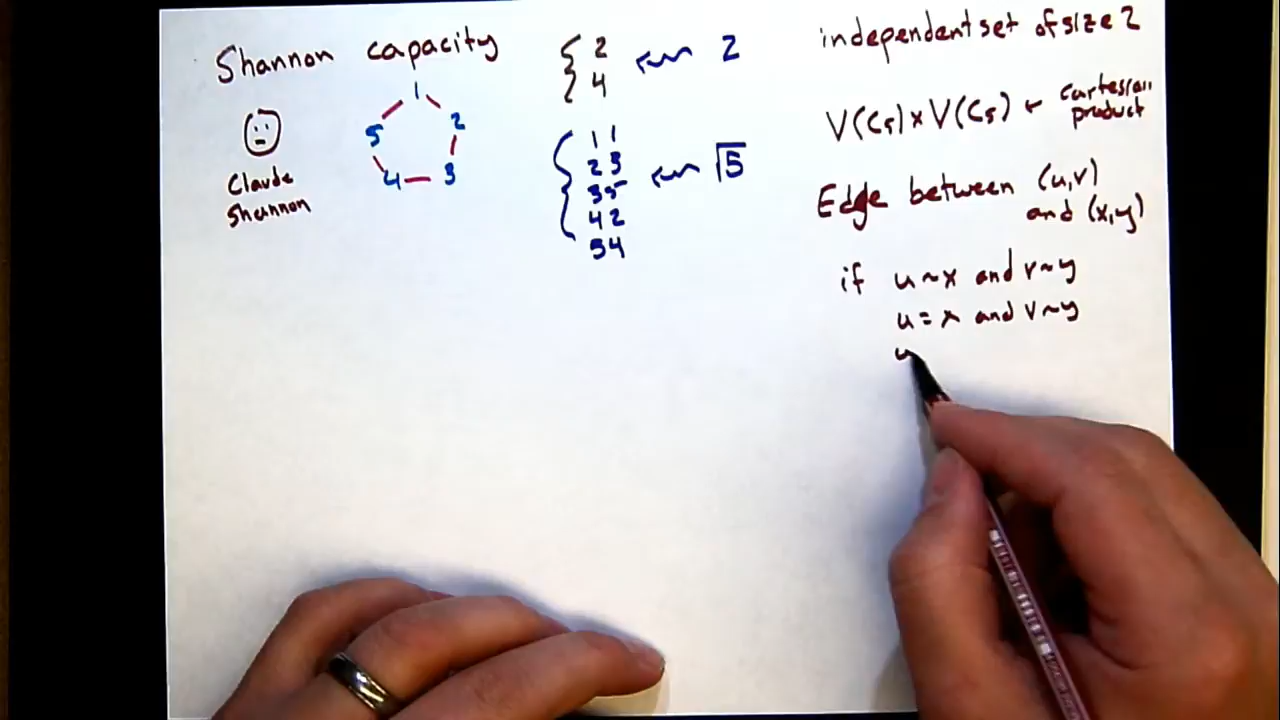 Shannon capacity
1
5 2
4 3
Claude
Shannon
2
4
2
11
23
35
42
54
√5
independent set of size 2
V(C5)×V(C5) ← cartesian
product
Edge between (u,v)
and (x,y)
if u~x and v~y
u=x and v~y
u